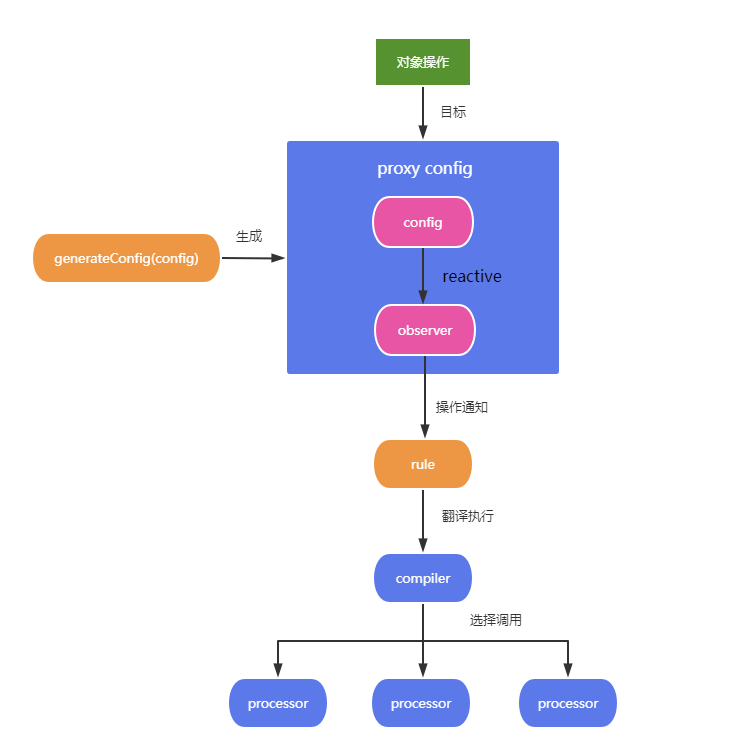 对象操作
目标
proxy config
config
生成
generateConfig(config)
reactive
observer
操作通知
rule
翻译执行
compiler
选择调用
processor
processor
processor